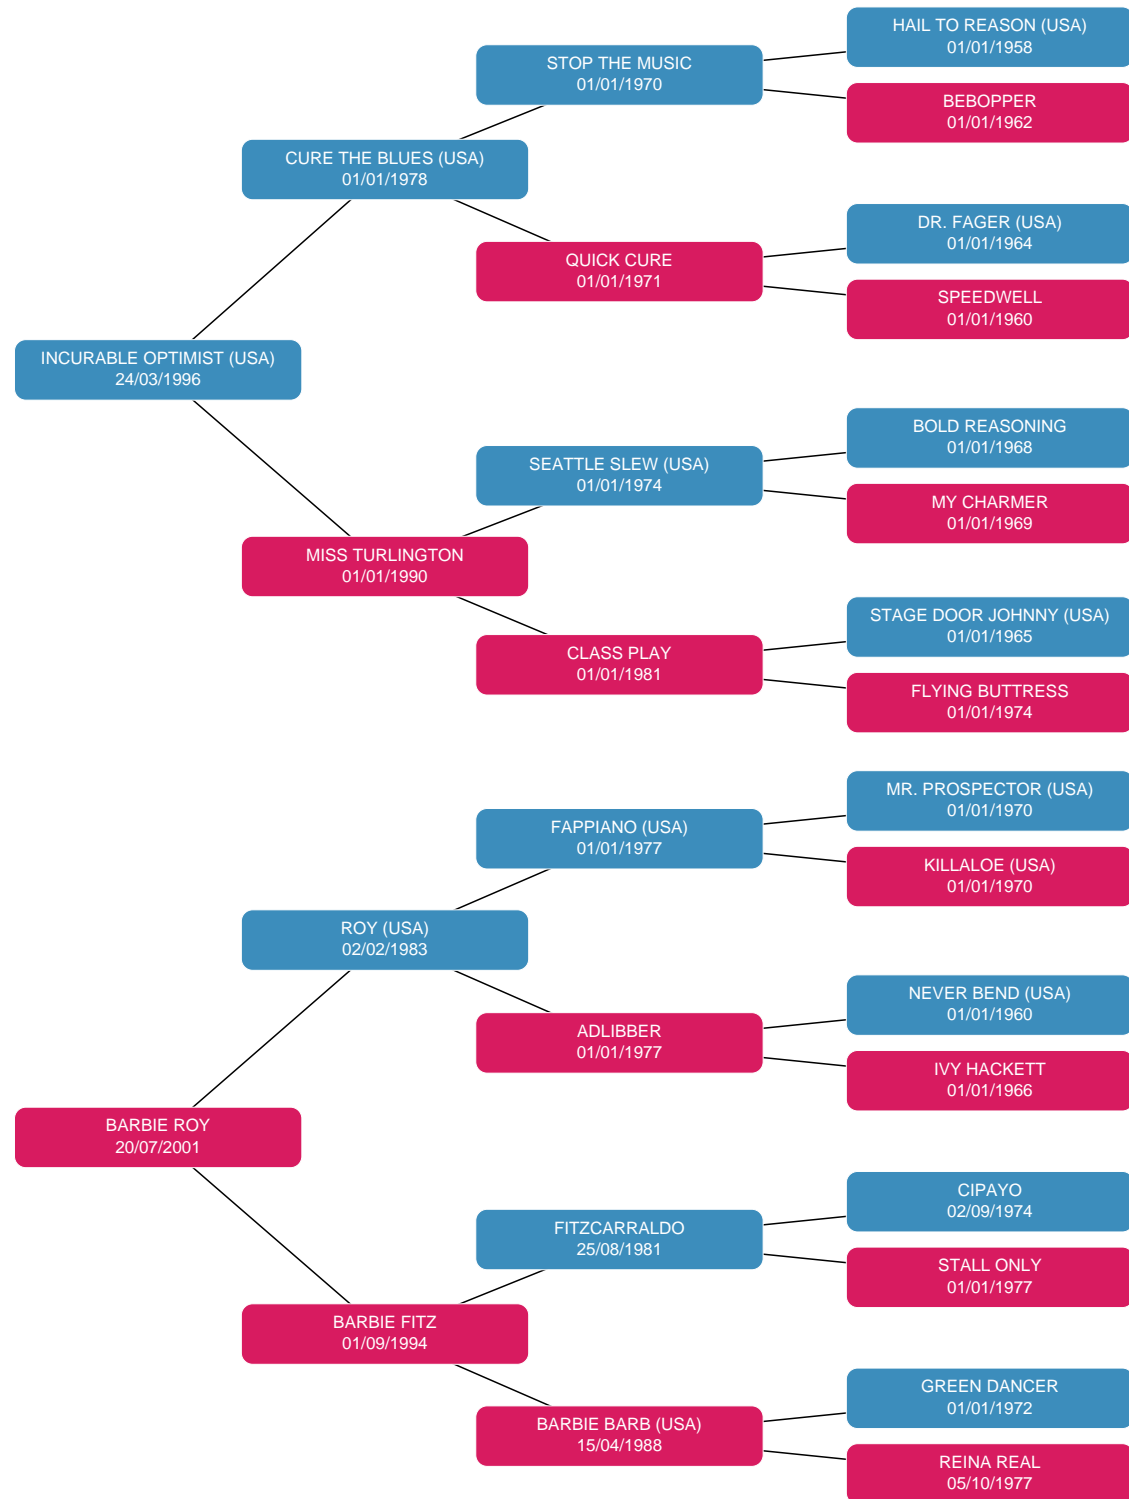 HAIL TO REASON (USA)
01/01/1958
STOP THE MUSIC
01/01/1970
BEBOPPER
01/01/1962
CURE THE BLUES (USA)
01/01/1978
DR. FAGER (USA)
01/01/1964
QUICK CURE
01/01/1971
SPEEDWELL
01/01/1960
INCURABLE OPTIMIST (USA)
24/03/1996
BOLD REASONING
01/01/1968
SEATTLE SLEW (USA)
01/01/1974
MY CHARMER
01/01/1969
MISS TURLINGTON
01/01/1990
STAGE DOOR JOHNNY (USA)
01/01/1965
CLASS PLAY
01/01/1981
FLYING BUTTRESS
01/01/1974
MR. PROSPECTOR (USA)
01/01/1970
FAPPIANO (USA)
01/01/1977
KILLALOE (USA)
01/01/1970
ROY (USA)
02/02/1983
NEVER BEND (USA)
01/01/1960
ADLIBBER
01/01/1977
IVY HACKETT
01/01/1966
BARBIE ROY
20/07/2001
CIPAYO
02/09/1974
FITZCARRALDO
25/08/1981
STALL ONLY
01/01/1977
BARBIE FITZ
01/09/1994
GREEN DANCER
01/01/1972
BARBIE BARB (USA)
15/04/1988
REINA REAL
05/10/1977